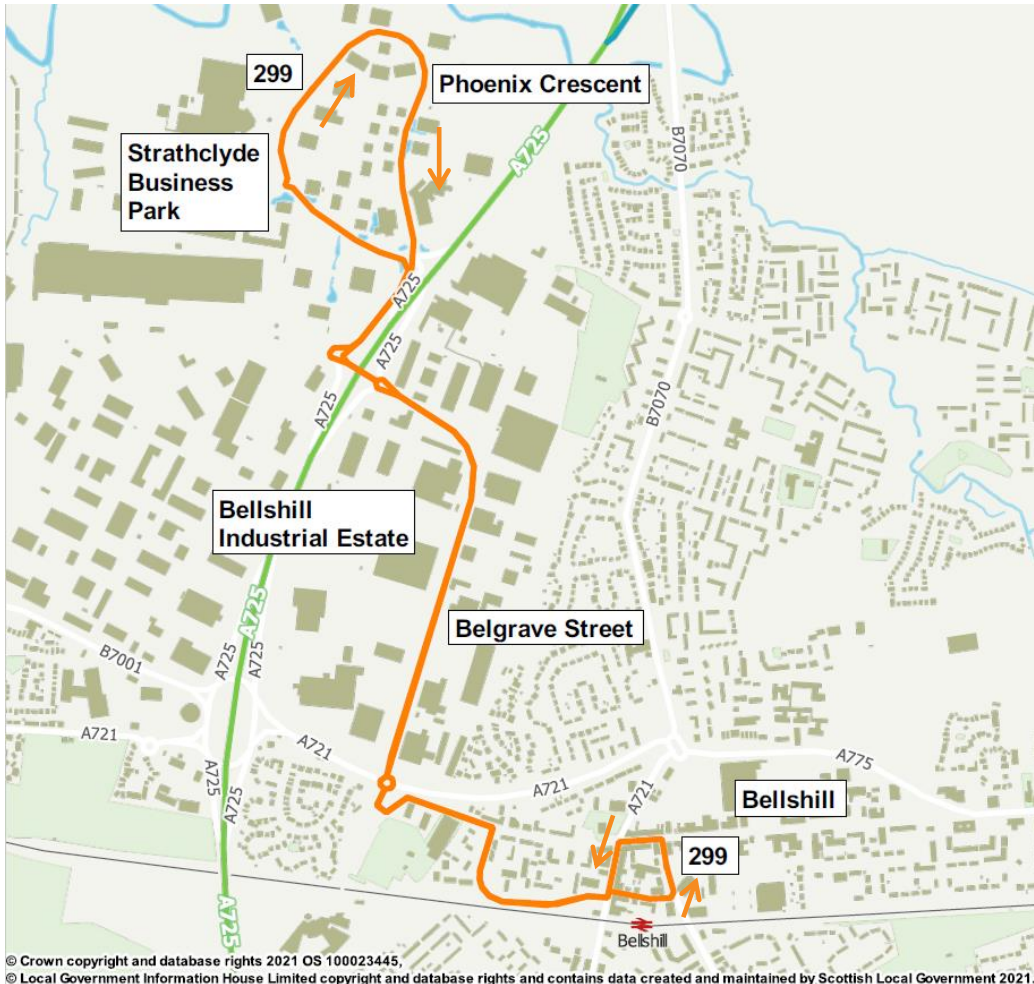 299
Phoenix Crescent
Strathclyde
Business
Park
A725
B7070
A725
A725
A725
B7070
Bellshill
Industrial Estate
A725
Belgrave Street
B7001
A725
A725
A721
A721
A725
A725
A721
A721
A775
Bellshill
299
Bellshill
A725
© Crown copyright and database rights 2021 OS 100023445,
© Local Government Information House Limited copyright and database rights and contains data created and maintained by Scottish Local Government 2021.